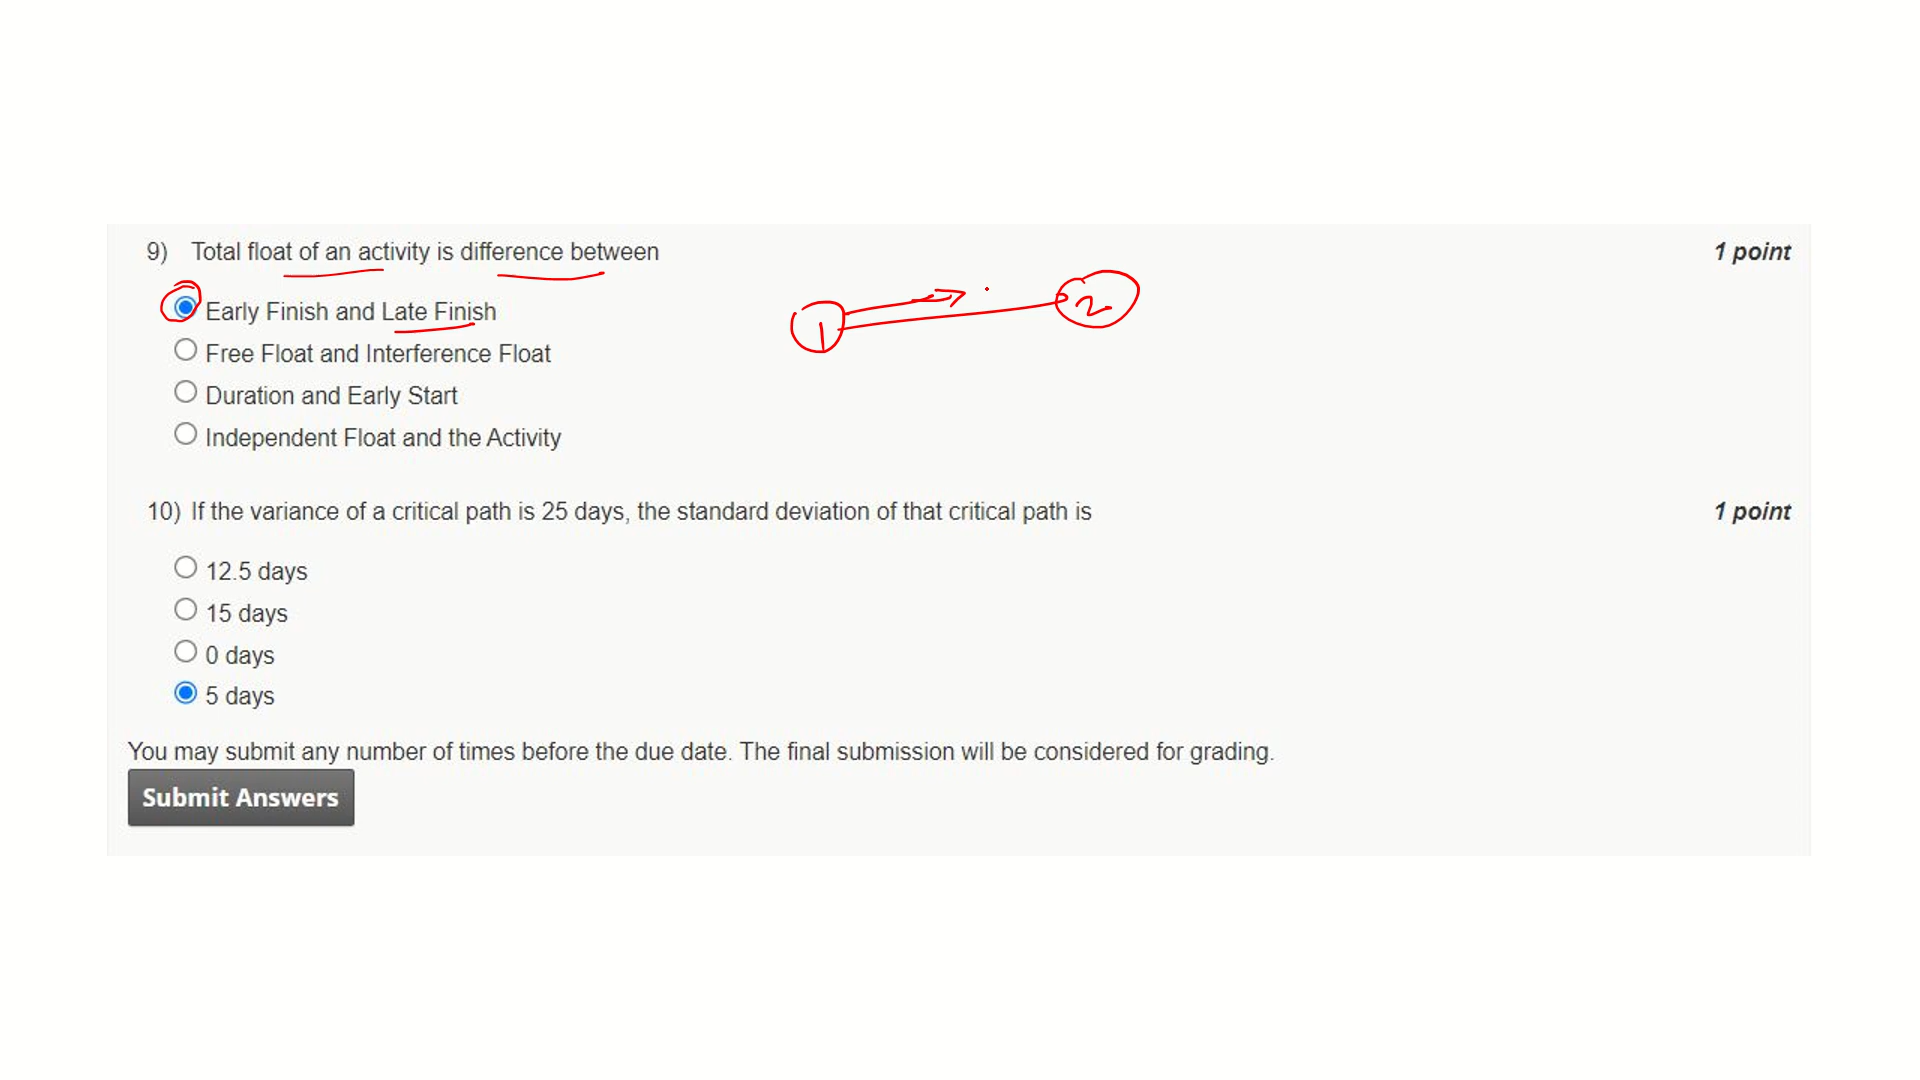 9) Total float of an activity is difference between 1 point
Early Finish and Late Finish
1 2
Free Float and Interference Float
Duration and Early Start
Independent Float and the Activity
10) If the variance of a critical path is 25 days, the standard deviation of that critical path is 1 point
12.5 days
15 days
0 days
5 days
You may submit any number of times before the due date. The final submission will be considered for grading.
Submit Answers